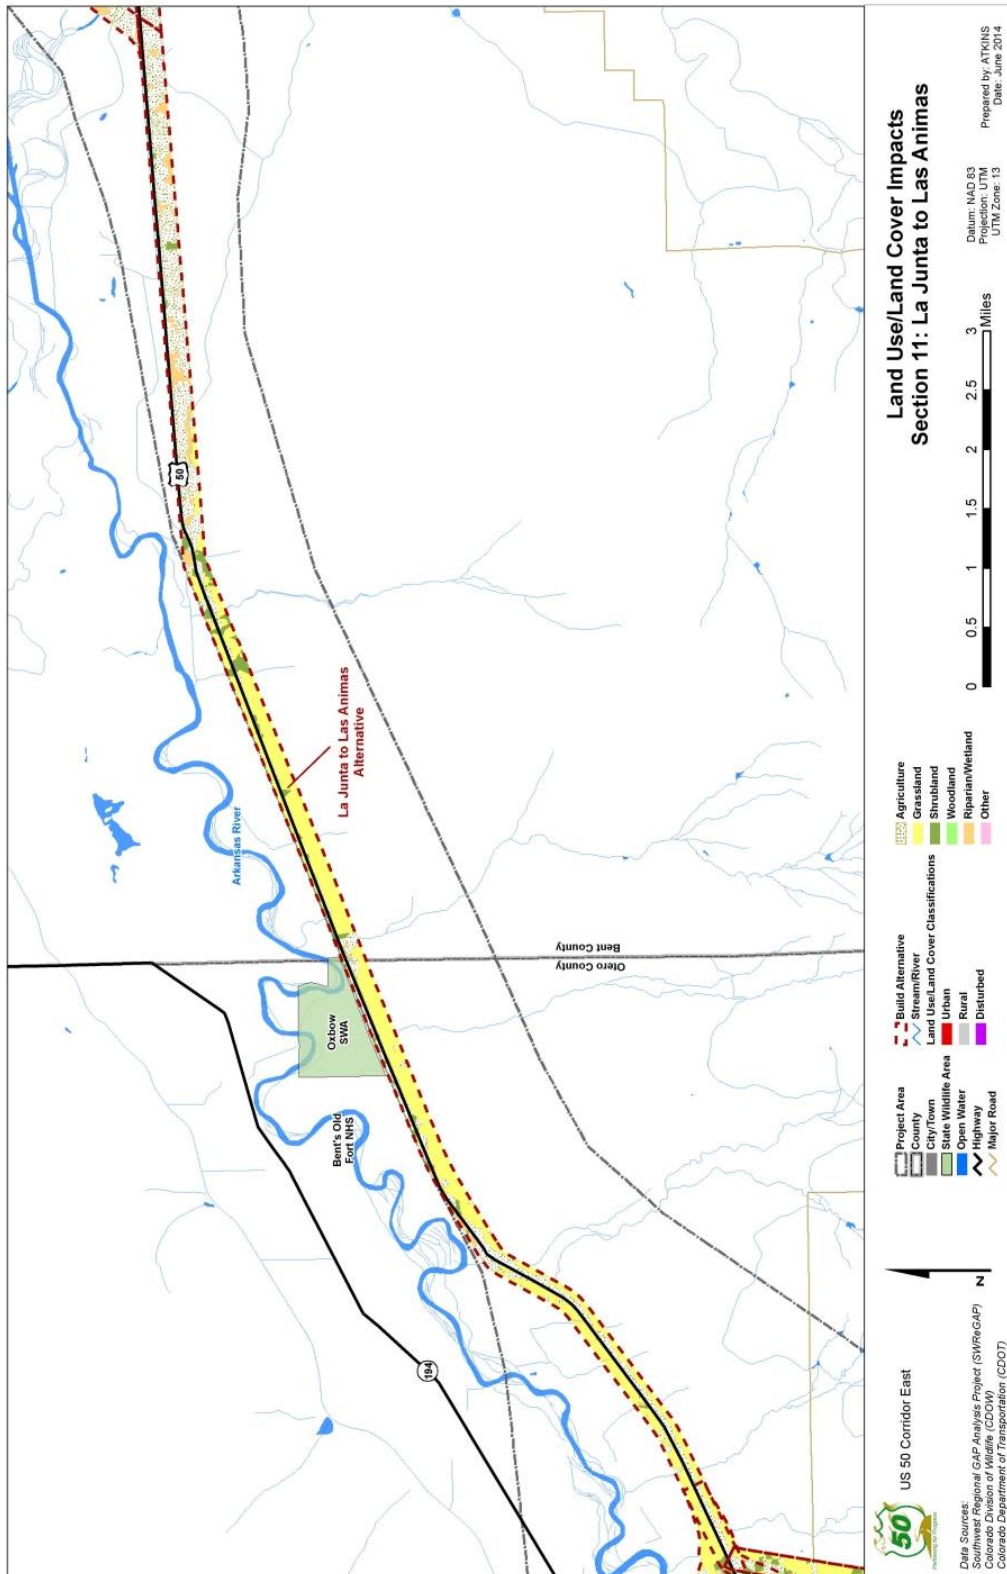 50
La Junta to Las Animas
Alternative
Arkansas River
Bent County
Otero County
Oxbow
SWA
Bent's Old
Fort NHS
194
US 50 Corridor East
50
Data Sources:
Southwest Regional GAP Analysis Project (SWReGAP)
Colorado Division of Wildlife (CDOW)
Colorado Department of Transportation (CDOT)
N
Project Area
County
City/Town
State Wildlife Area
Open Water
Highway
Major Road
Build Alternative
Stream/River
Land Use/Land Cover Classifications
Urban
Rural
Disturbed
Agriculture
Grassland
Shrubland
Woodland
Riparian/Wetland
Other
0 0.5 1 1.5 2 2.5 3
Miles
Land Use/Land Cover Impacts
Section 11: La Junta to Las Animas
Datum: NAD 83
Projection: UTM
UTM Zone: 13
Prepared by: ATKINS
Date: June 2014